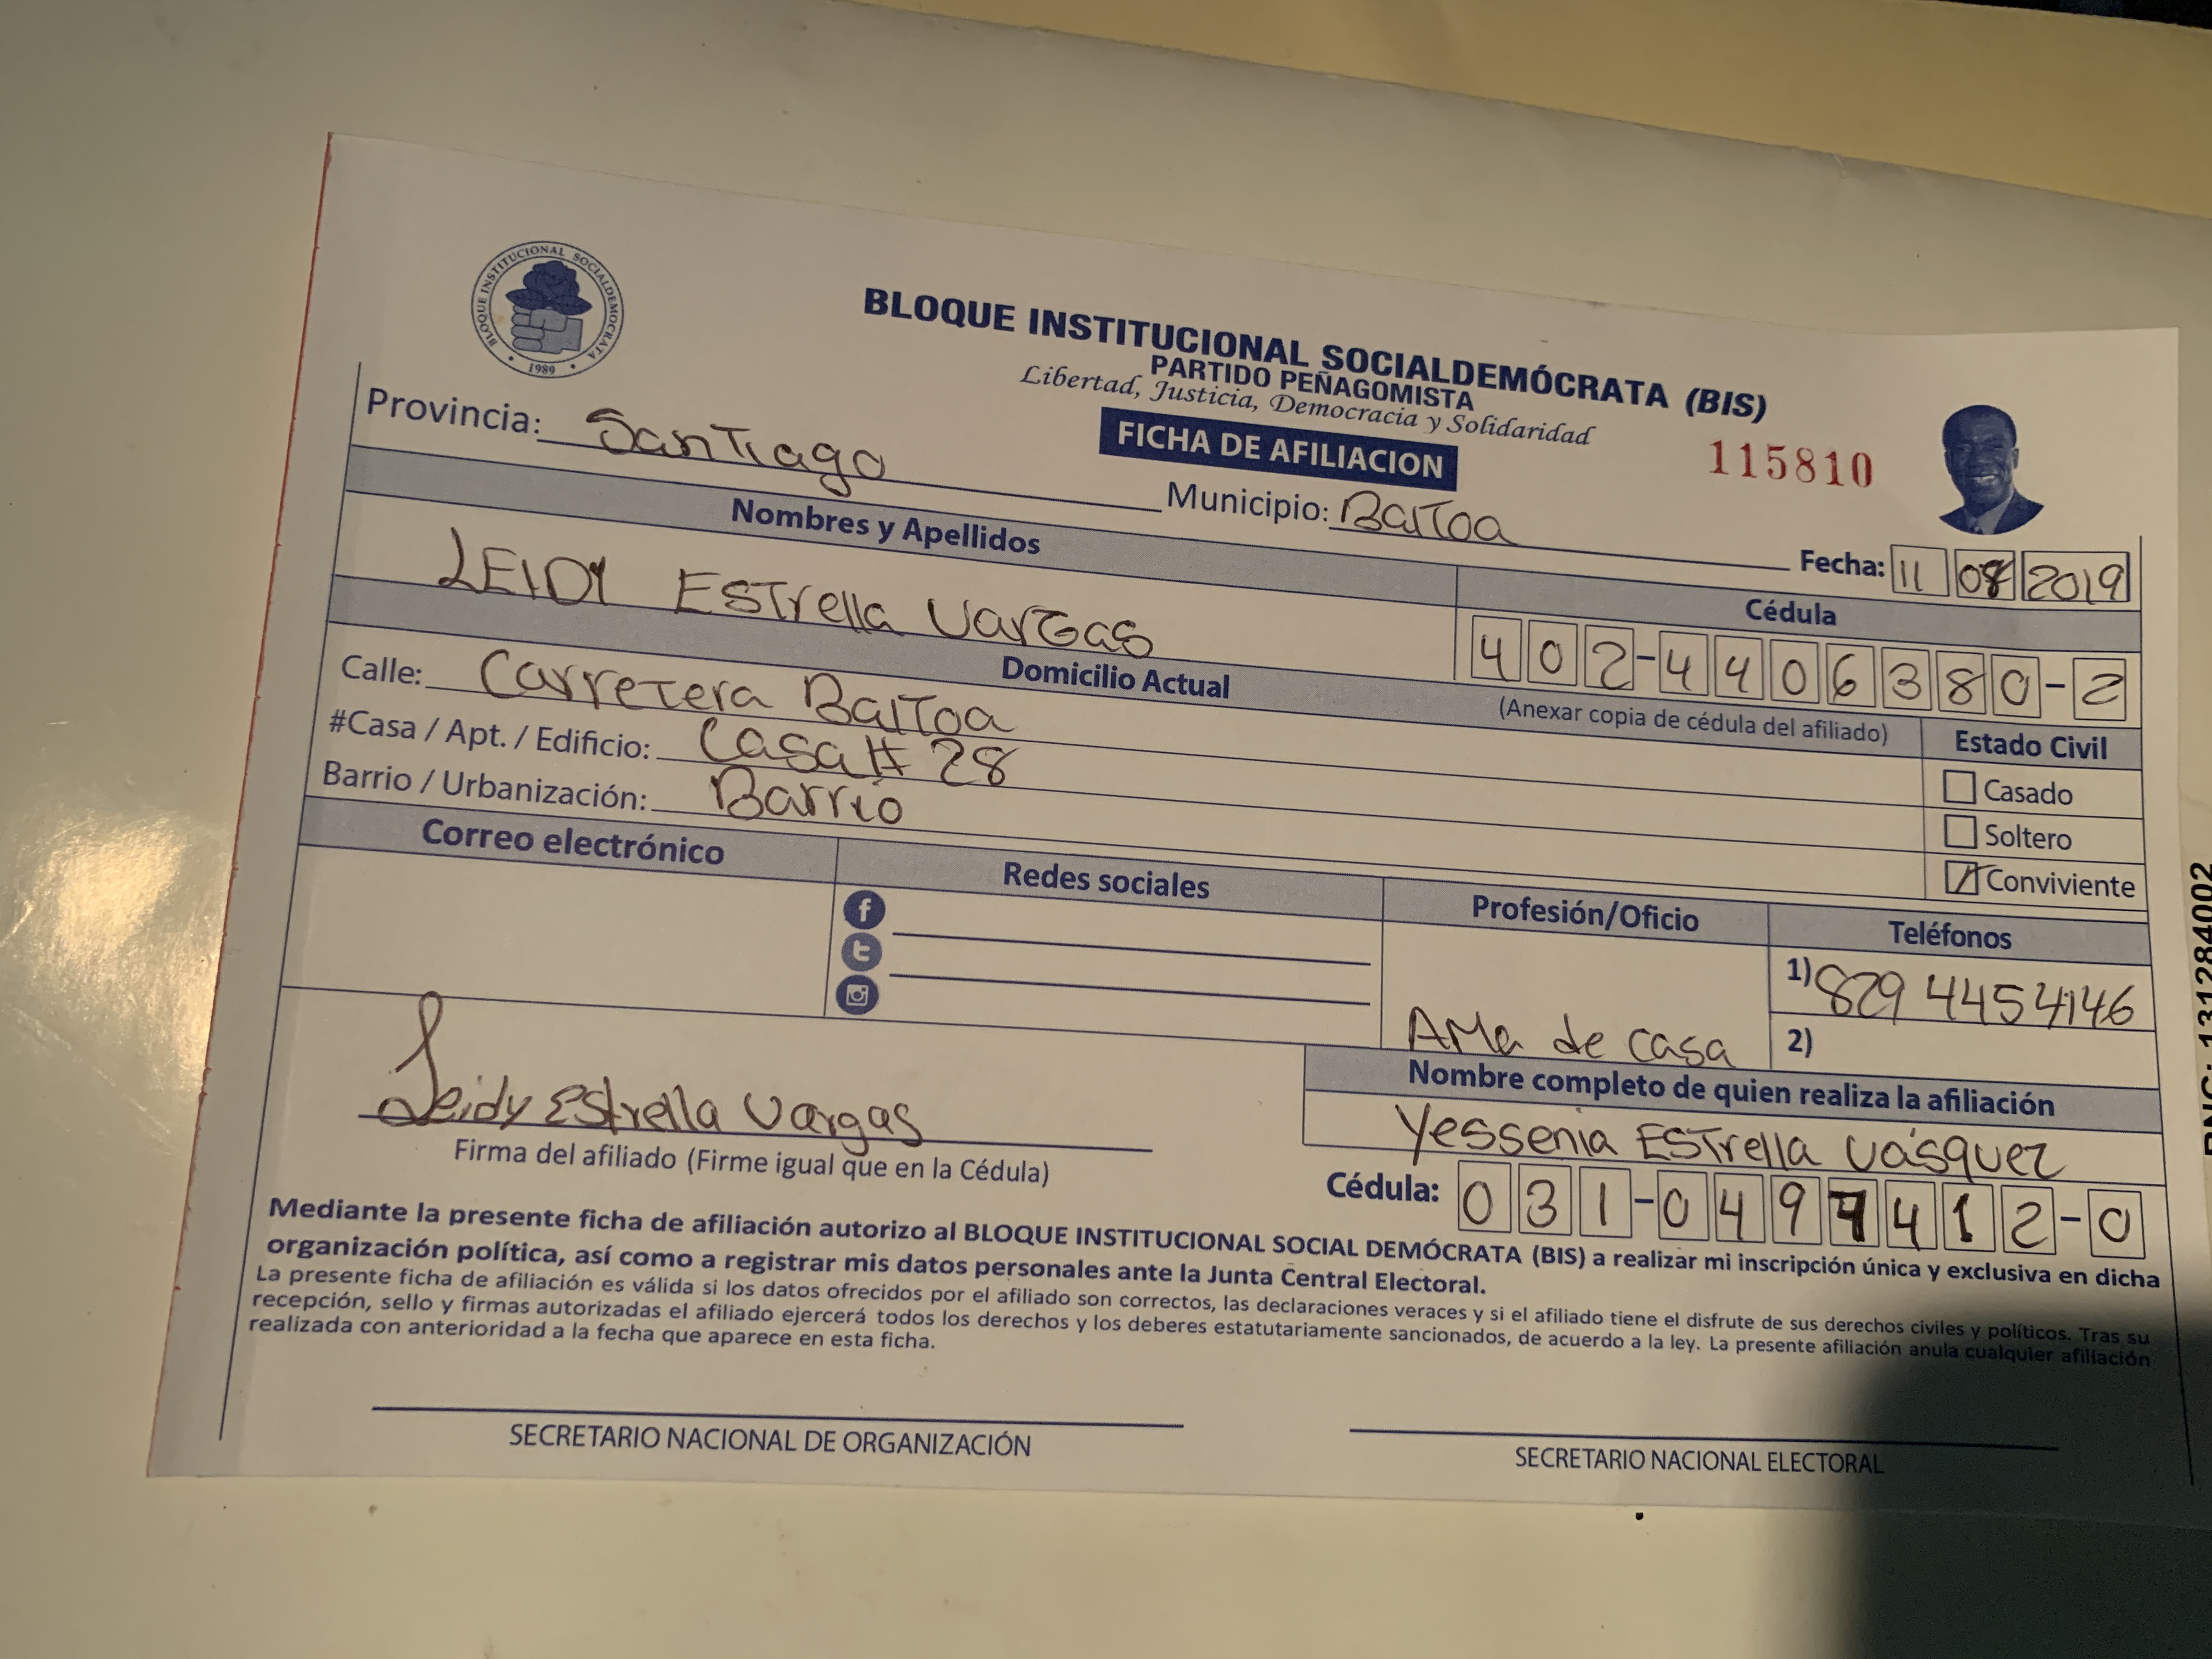 BLOQUE INSTITUCIONAL SOCIALDEMOCRATA
1989
BLOQUE INSTITUCIONAL SOCIALDEMÓCRATA (BIS)
PARTIDO PEÑAGOMISTA
Libertad, Justicia, Democracia y Solidaridad
FICHA DE AFILIACION
115810
Provincia: SanTiago
Municipio: BaiToa
Fecha: 11 08 2019
Nombres y Apellidos
LEIDY ESTrella VarGas
Cédula
402-4406380-2
(Anexar copia de cédula del afiliado)
Domicilio Actual
Calle: CarreTera BaiToa
#Casa / Apt. / Edificio: Casa # 28
Barrio / Urbanización: Barrio
Estado Civil
Casado
Soltero
Conviviente
Correo electrónico
Redes sociales
f
t
Profesión/Oficio
AMa de casa
Teléfonos
1) 829 4454146
2)
Leidy Estrella Vargas
Firma del afiliado (Firme igual que en la Cédula)
Nombre completo de quien realiza la afiliación
Yessenia ESTrella Vásquez
Cédula: 031-0497412-0
Mediante la presente ficha de afiliación autorizo al BLOQUE INSTITUCIONAL SOCIAL DEMÓCRATA (BIS) a realizar mi inscripción única y exclusiva en dicha
organización política, así como a registrar mis datos personales ante la Junta Central Electoral.
La presente ficha de afiliación es válida si los datos ofrecidos por el afiliado son correctos, las declaraciones veraces y si el afiliado tiene el disfrute de sus derechos civiles y políticos. Tras su
recepción, sello y firmas autorizadas el afiliado ejercerá todos los derechos y los deberes estatutariamente sancionados, de acuerdo a la ley. La presente afiliación anula cualquier afiliación
realizada con anterioridad a la fecha que aparece en esta ficha.
SECRETARIO NACIONAL DE ORGANIZACIÓN
SECRETARIO NACIONAL ELECTORAL
RNC: 131284002